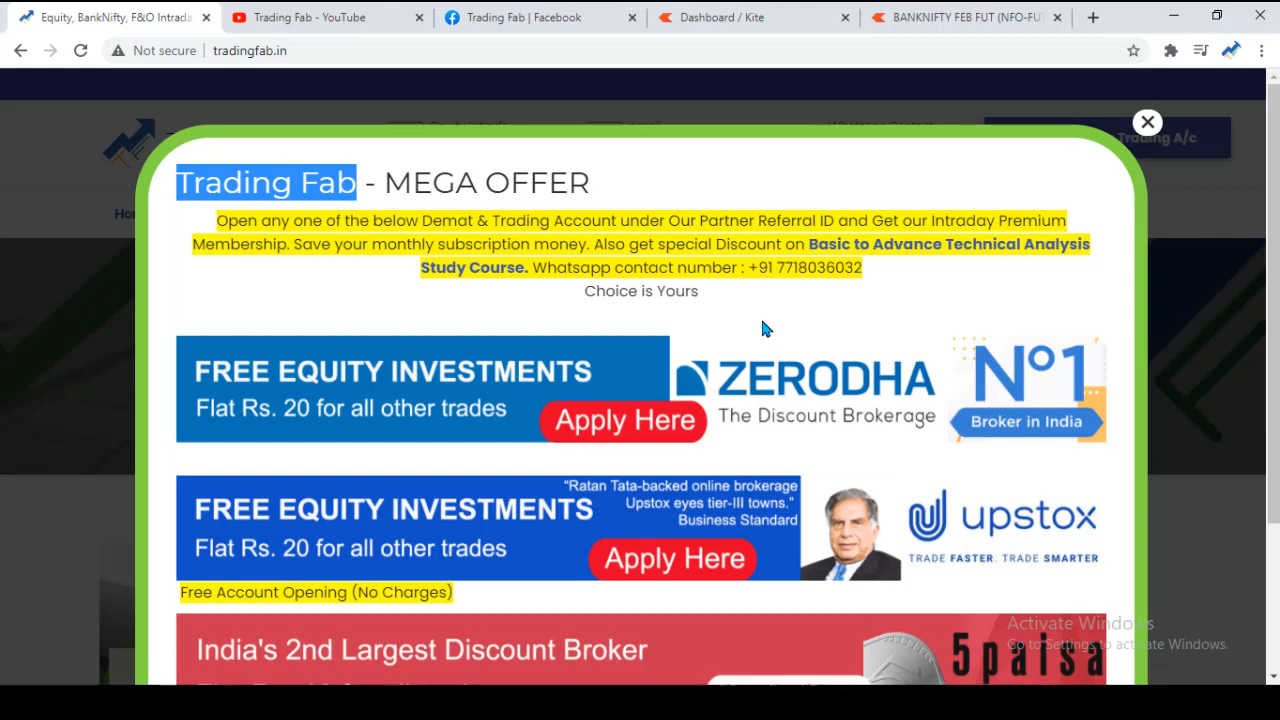 Equity, BankNifty, F&O Intrada
Trading Fab - YouTube
Trading Fab | Facebook
Dashboard / Kite
BANKNIFTY FEB FUT (NFO-FUT
Not secure
tradingfab.in
Trading A/c
Trading Fab - MEGA OFFER
Open any one of the below Demat & Trading Account under Our Partner Referral ID and Get our Intraday Premium
Membership. Save your monthly subscription money. Also get special Discount on Basic to Advance Technical Analysis
Study Course. Whatsapp contact number : +91 7718036032
Choice is Yours
FREE EQUITY INVESTMENTS
Flat Rs. 20 for all other trades
Apply Here
ZERODHA
The Discount Brokerage
Nº1
Broker in India
FREE EQUITY INVESTMENTS
Flat Rs. 20 for all other trades
"Ratan Tata-backed online brokerage
Upstox eyes tier-III towns."
Business Standard
Apply Here
upstox
TRADE FASTER. TRADE SMARTER
Free Account Opening (No Charges)
India's 2nd Largest Discount Broker
5paisa
Activate Windows
Go to Settings to activate Windows.